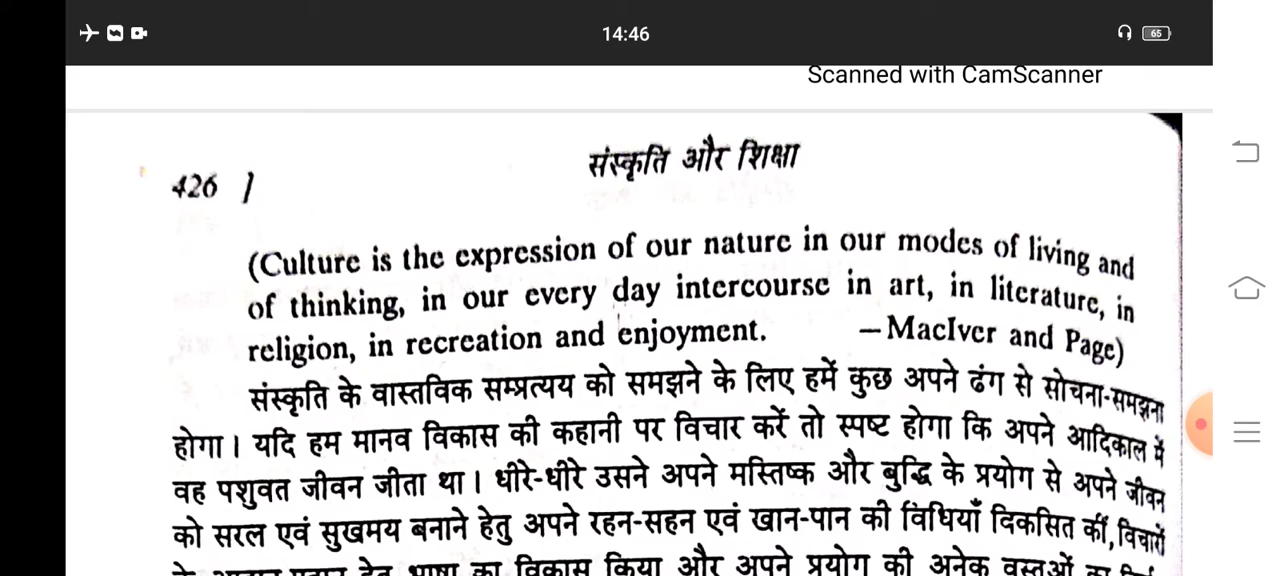 14:46
65
Scanned with CamScanner
संस्कृति और शिक्षा
426 ]
(Culture is the expression of our nature in our modes of living and
of thinking, in our every day intercourse in art, in literature, in
religion, in recreation and enjoyment. —MacIver and Page)
संस्कृति के वास्तविक सम्प्रत्यय को समझने के लिए हमें कुछ अपने ढंग से सोचना-समझना
होगा। यदि हम मानव विकास की कहानी पर विचार करें तो स्पष्ट होगा कि अपने आदिकाल में
वह पशुवत जीवन जीता था। धीरे-धीरे उसने अपने मस्तिष्क और बुद्धि के प्रयोग से अपने जीवन
को सरल एवं सुखमय बनाने हेतु अपने रहन-सहन एवं खान-पान की विधियाँ विकसित कीं, विचारों
के हेतु भाषा का विकास किया और अपने प्रयोग की अनेक वस्तुओं का